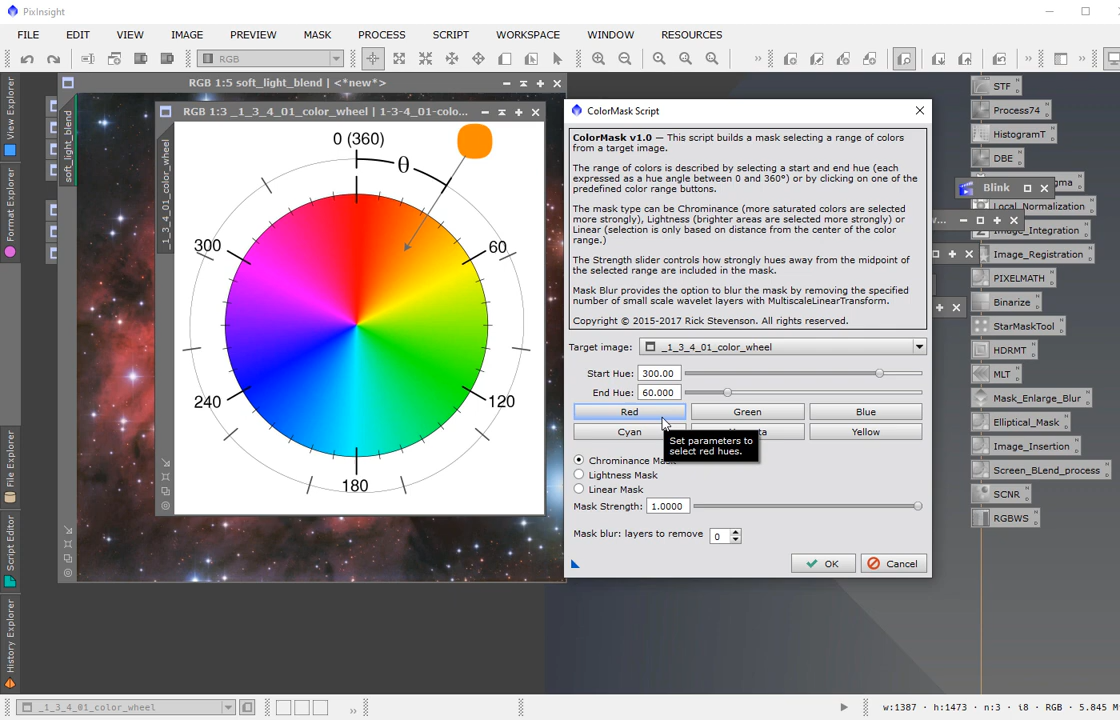 PixInsight
FILE EDIT VIEW IMAGE PREVIEW MASK PROCESS SCRIPT WORKSPACE WINDOW RESOURCES
RGB
View Explorer
Format Explorer
File Explorer
Script Editor
History Explorer
RGB 1:5 soft_light_blend | <*new*>
soft_light_blend
RGB 1:3 _1_3_4_01_color_wheel | 1-3-4_01-colo...
_1_3_4_01_color_wheel
0 (360)
θ
300
60
240
120
180
ColorMask Script
ColorMask v1.0 — This script builds a mask selecting a range of colors
from a target image.
The range of colors is described by selecting a start and end hue (each
expressed as a hue angle between 0 and 360°) or by clicking on one of the
predefined color range buttons.
The mask type can be Chrominance (more saturated colors are selected
more strongly), Lightness (brighter areas are selected more strongly) or
Linear (selection is only based on distance from the center of the color
range.)
The Strength slider controls how strongly hues away from the midpoint of
the selected range are included in the mask.
Mask Blur provides the option to blur the mask by removing the specified
number of small scale wavelet layers with MultiscaleLinearTransform.
Copyright © 2015-2017 Rick Stevenson. All rights reserved.
Target image: _1_3_4_01_color_wheel
Start Hue: 300.00
End Hue: 60.000
Red Green Blue
Cyan Yellow
Set parameters to
select red hues.
Chrominance
Lightness Mask
Linear Mask
Mask Strength: 1.0000
Mask blur: layers to remove 0
OK Cancel
STF
Process74
HistogramT
DBE
Blink
Local_Normalization
w...
Image_Integration
Image_Registration
PIXELMATH
Binarize
StarMaskTool
HDRMT
MLT
Mask_Enlarge_Blur
Elliptical_Mask
Image_Insertion
Screen_BLend_process
SCNR
RGBWS
_1_3_4_01_color_wheel
w:1387 · h:1473 · n:3 · i8 · RGB · 5.845